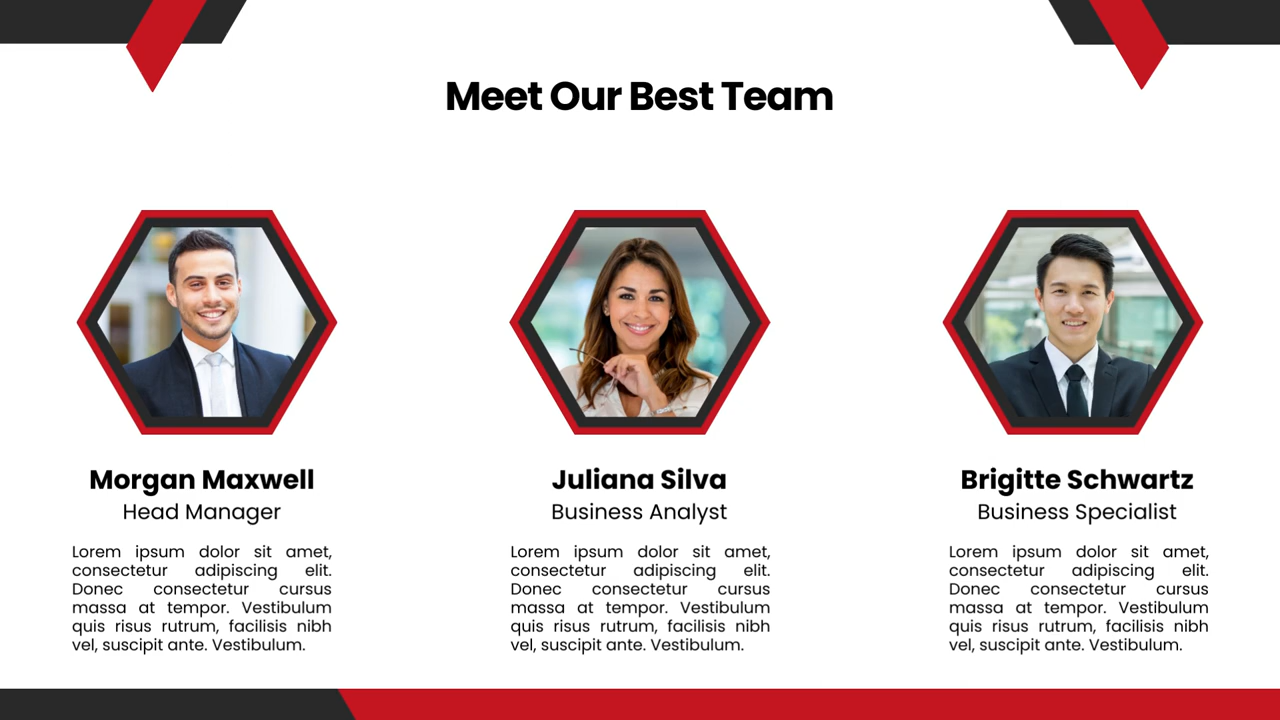 Meet Our Best Team
Morgan Maxwell
Head Manager
Lorem ipsum dolor sit amet,
consectetur adipiscing elit.
Donec consectetur cursus
massa at tempor. Vestibulum
quis risus rutrum, facilisis nibh
vel, suscipit ante. Vestibulum.
Juliana Silva
Business Analyst
Lorem ipsum dolor sit amet,
consectetur adipiscing elit.
Donec consectetur cursus
massa at tempor. Vestibulum
quis risus rutrum, facilisis nibh
vel, suscipit ante. Vestibulum.
Brigitte Schwartz
Business Specialist
Lorem ipsum dolor sit amet,
consectetur adipiscing elit.
Donec consectetur cursus
massa at tempor. Vestibulum
quis risus rutrum, facilisis nibh
vel, suscipit ante. Vestibulum.